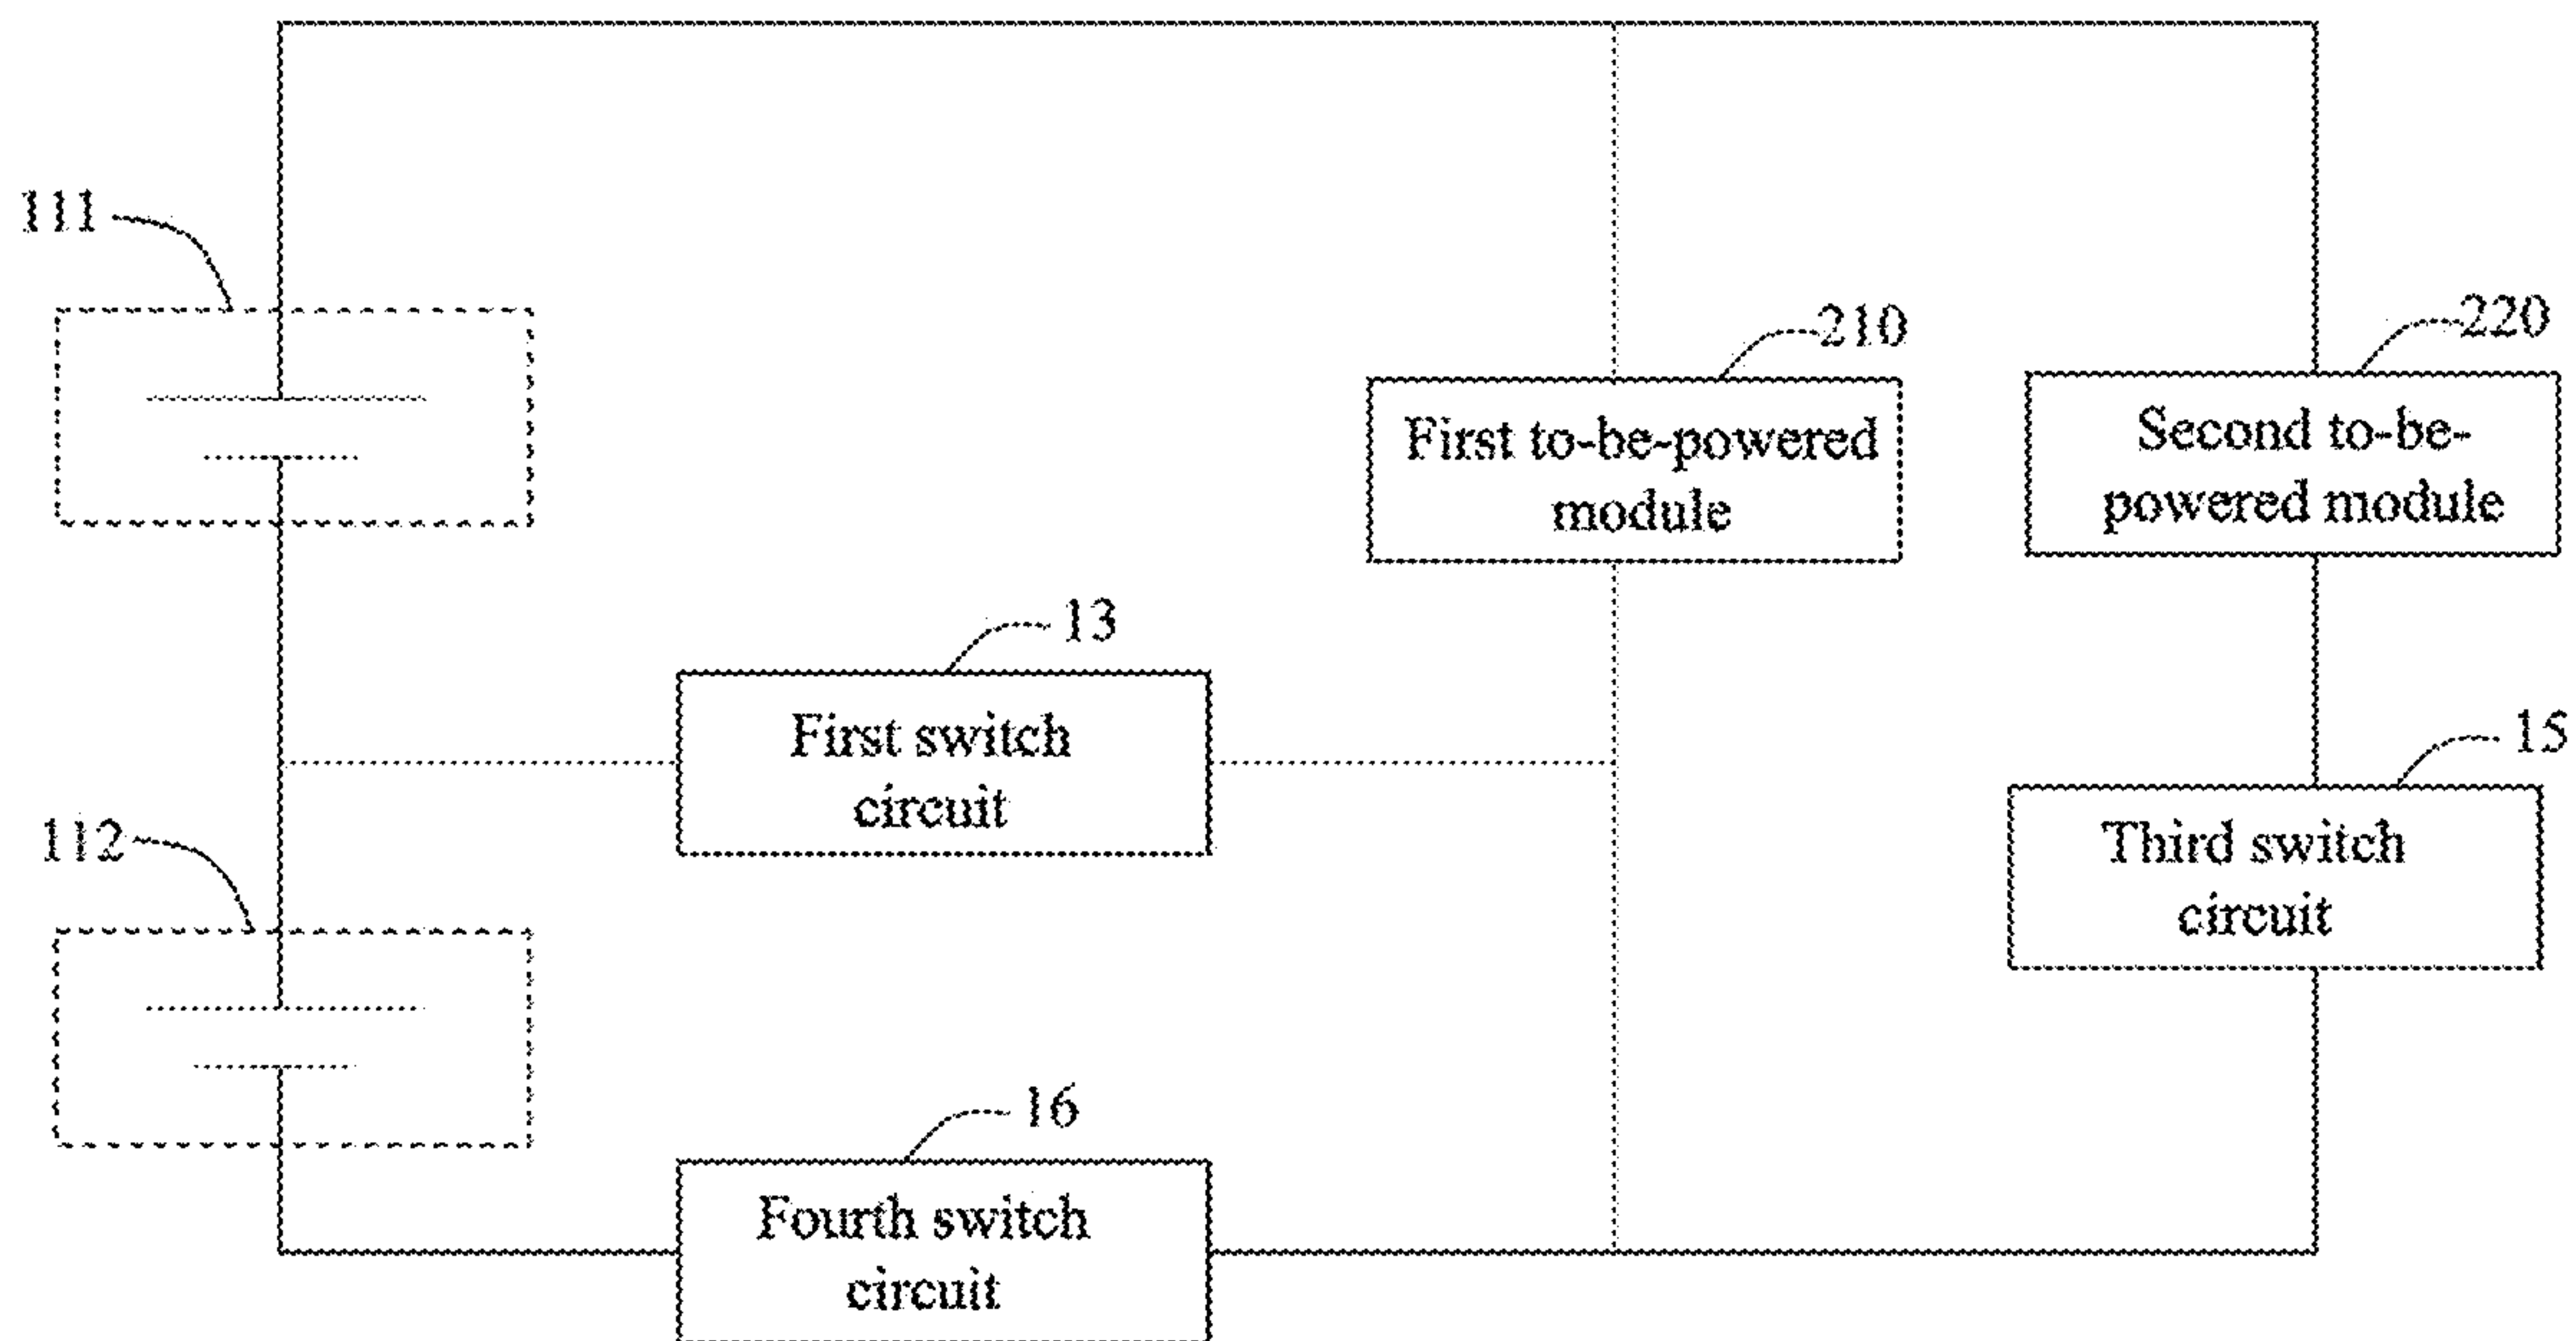 111
210
220
First to-be-powered
module
Second to-be-
powered module
13
First switch
circuit
15
Third switch
circuit
112
16
Fourth switch
circuit